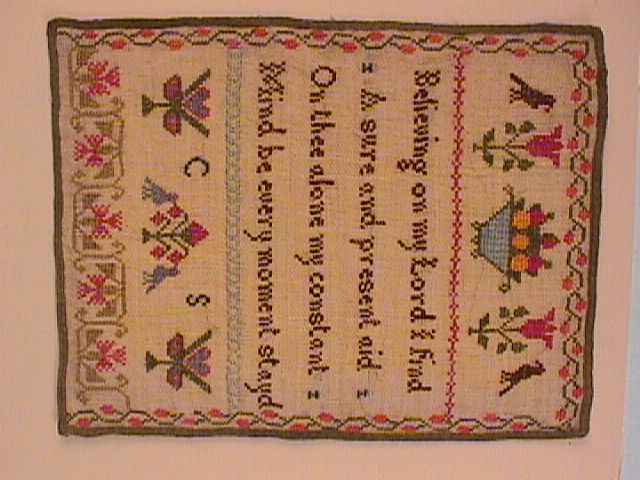 Believing on my Lord I find
A sure and present aid
On thee alone my constant
Mind be every moment stayd
C S